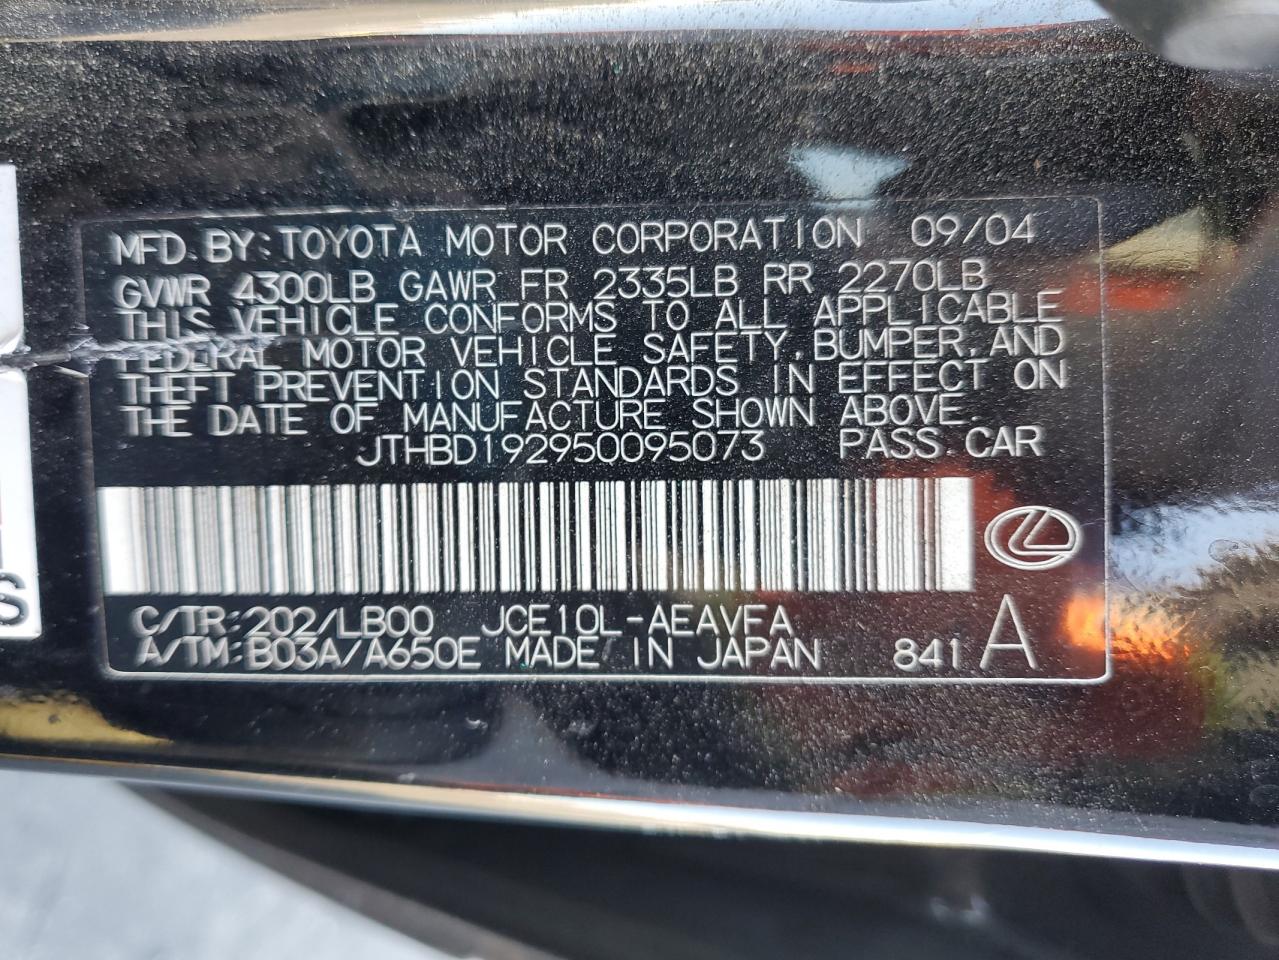 MFD.BY:TOYOTA MOTOR CORPORATION 09/04
GVWR 4300LB GAWR FR 2335LB RR 2270LB
THIS VEHICLE CONFORMS TO ALL APPLICABLE
FEDERAL MOTOR VEHICLE SAFETY,BUMPER,AND
THEFT PREVENTION STANDARDS IN EFFECT ON
THE DATE OF MANUFACTURE SHOWN ABOVE.
JTHBD192950095073 PASS.CAR
C/TR:202/LB00 JCE10L-AEAVFA
A/TM:B03A/A650E MADE IN JAPAN 841 A
S